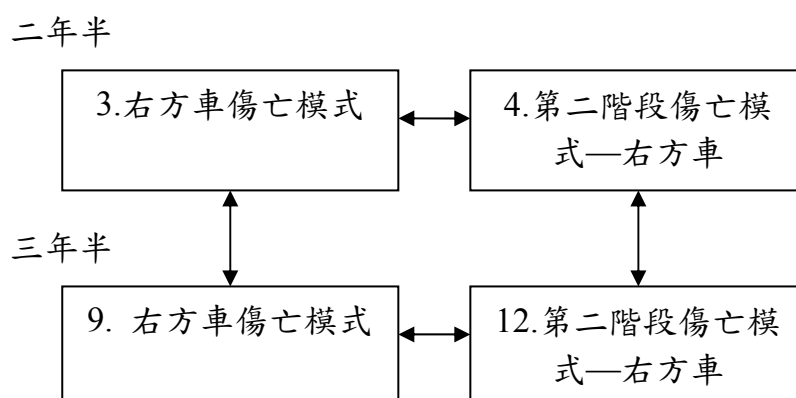 二年半
3.右方車傷亡模式
4.第二階段傷亡模
式—右方車
三年半
9. 右方車傷亡模式
12.第二階段傷亡模
式—右方車